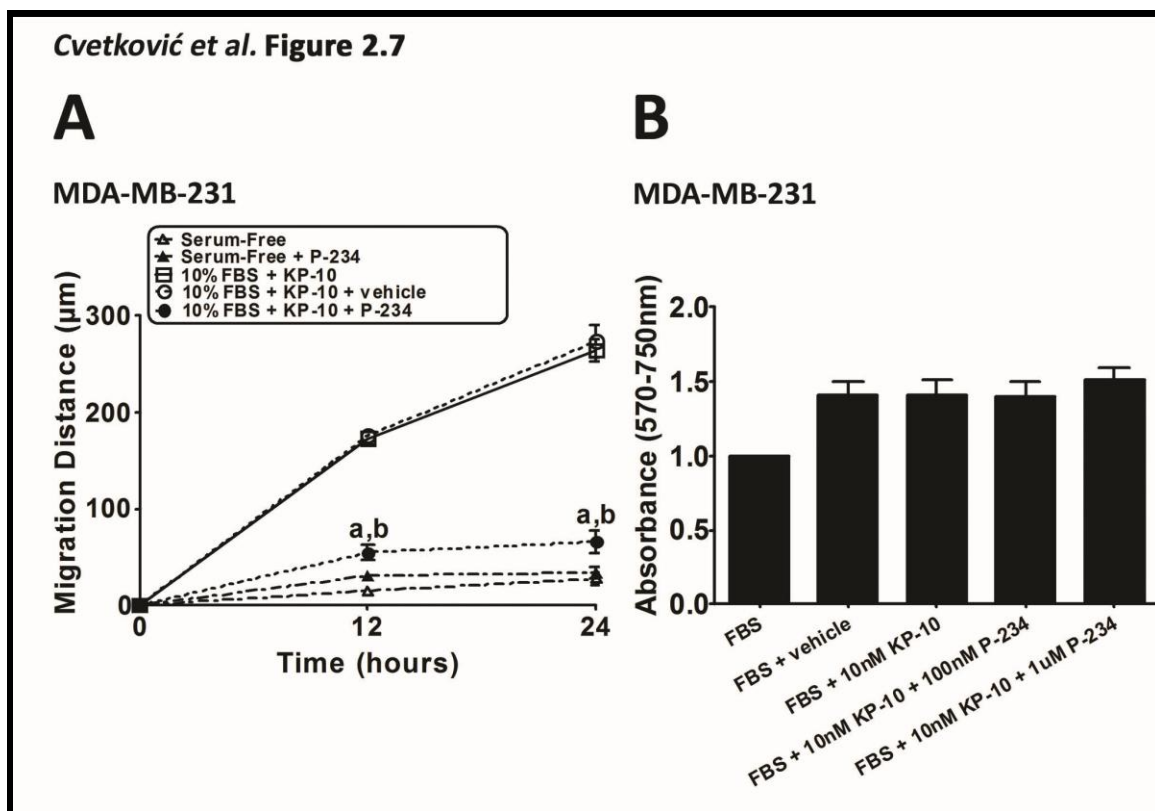 Cvetković et al. Figure 2.7
A
MDA-MB-231
Serum-Free
Serum-Free + P-234
10% FBS + KP-10
10% FBS + KP-10 + vehicle
10% FBS + KP-10 + P-234
Migration Distance (µm)
300
200
100
0
a,b
a,b
0
12
24
Time (hours)
B
MDA-MB-231
Absorbance (570-750nm)
2.0
1.5
1.0
0.5
0.0
FBS
FBS + vehicle
FBS + 10nM KP-10
FBS + 10nM KP-10 + 100nM P-234
FBS + 10nM KP-10 + 1uM P-234